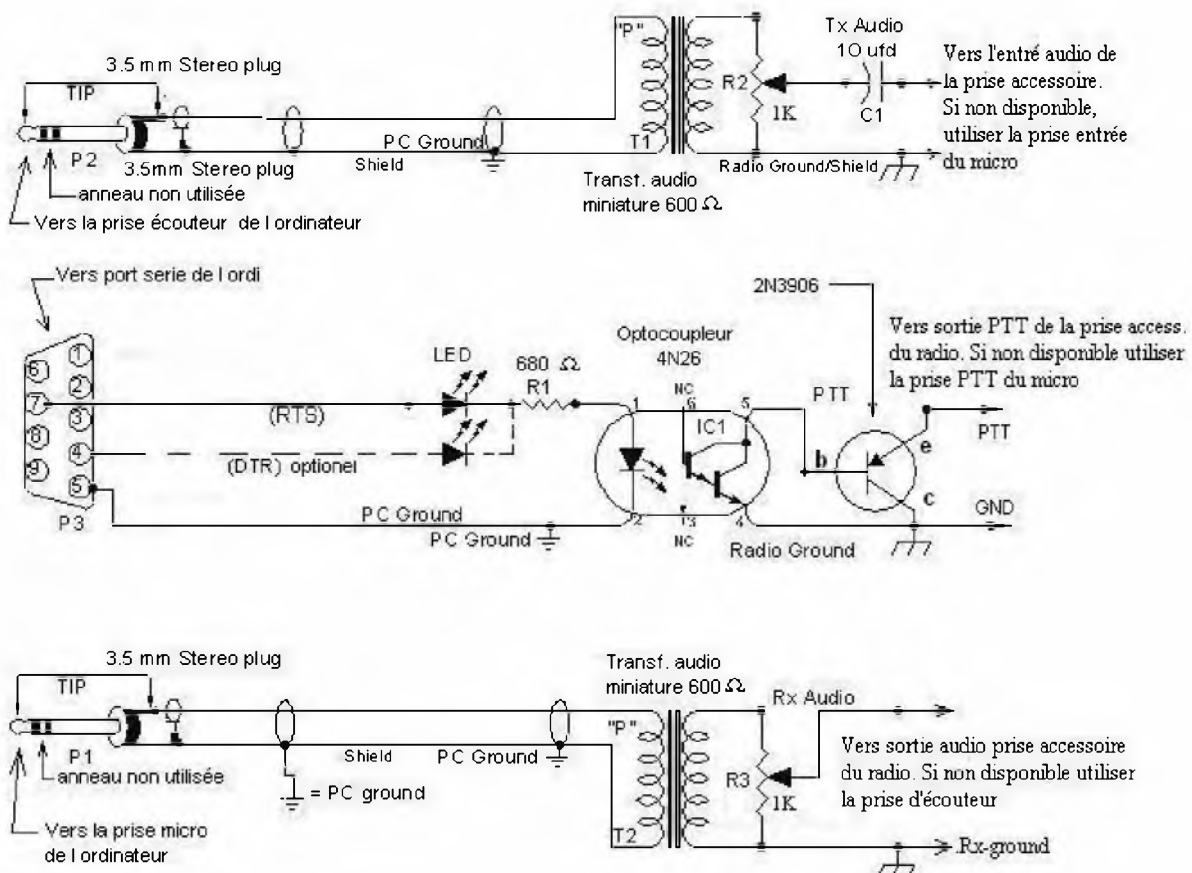 3.5 mm Stereo plug
TIP
P2
3.5mm Stereo plug
anneau non utilisée
Vers la prise écouteur de l ordinateur
PC Ground
Shield
"P"
T1
Transf. audio
miniature 600 Ω
R2
1K
Tx Audio
10 ufd
C1
Radio Ground/Shield
Vers l'entré audio de
la prise accessoire.
Si non disponible,
utiliser la prise entrée
du micro
Vers port serie de l ordi
1
6
2
7
3
8
4
9
5
P3
(RTS)
(DTR) optionel
LED
680 Ω
R1
PC Ground
PC Ground
Optocoupleur
4N26
NC
1
6
5
IC1
2
3
4
NC
Radio Ground
2N3906
PTT
b
e
c
PTT
GND
Vers sortie PTT de la prise access.
du radio. Si non disponible utiliser
la prise PTT du micro
3.5 mm Stereo plug
TIP
P1
anneau non utilisée
Vers la prise micro
de l ordinateur
Shield
PC Ground
= PC ground
Transf. audio
miniature 600 Ω
"P"
T2
R3
1K
Rx Audio
Vers sortie audio prise accessoire
du radio. Si non disponible utiliser
la prise d'écouteur
.Rx-ground